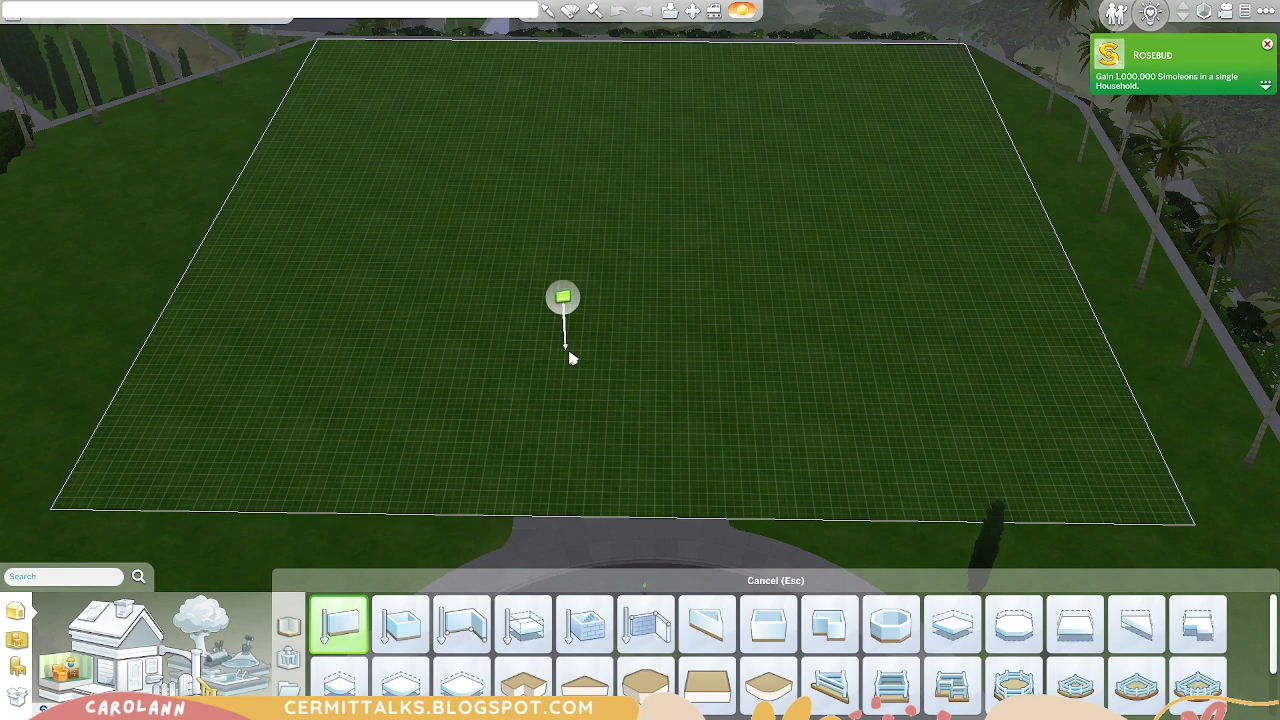 ROSEBUD
Gain 1,000,000 Simoleons in a single
Household.
Search
Cancel (Esc)
CAROLANN
CERMITTALKS.BLOGSPOT.COM